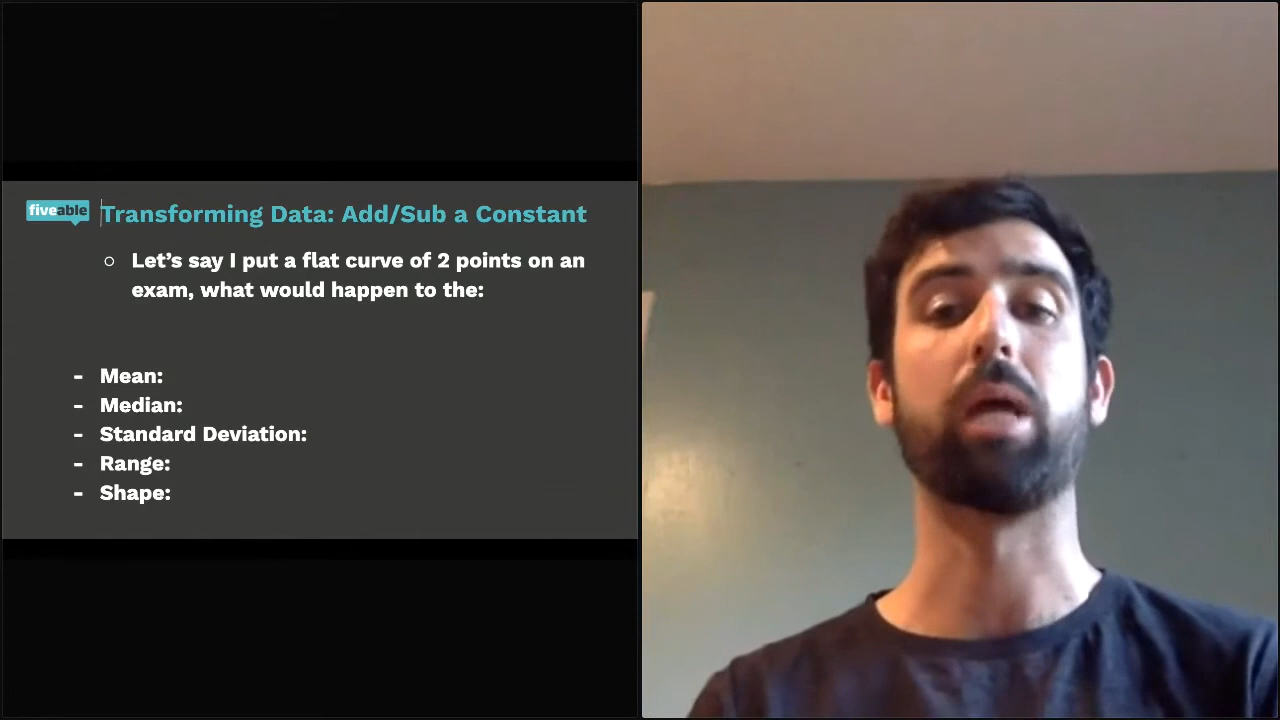 fiveable
Transforming Data: Add/Sub a Constant
○ Let’s say I put a flat curve of 2 points on an
exam, what would happen to the:
- Mean:
- Median:
- Standard Deviation:
- Range:
- Shape: